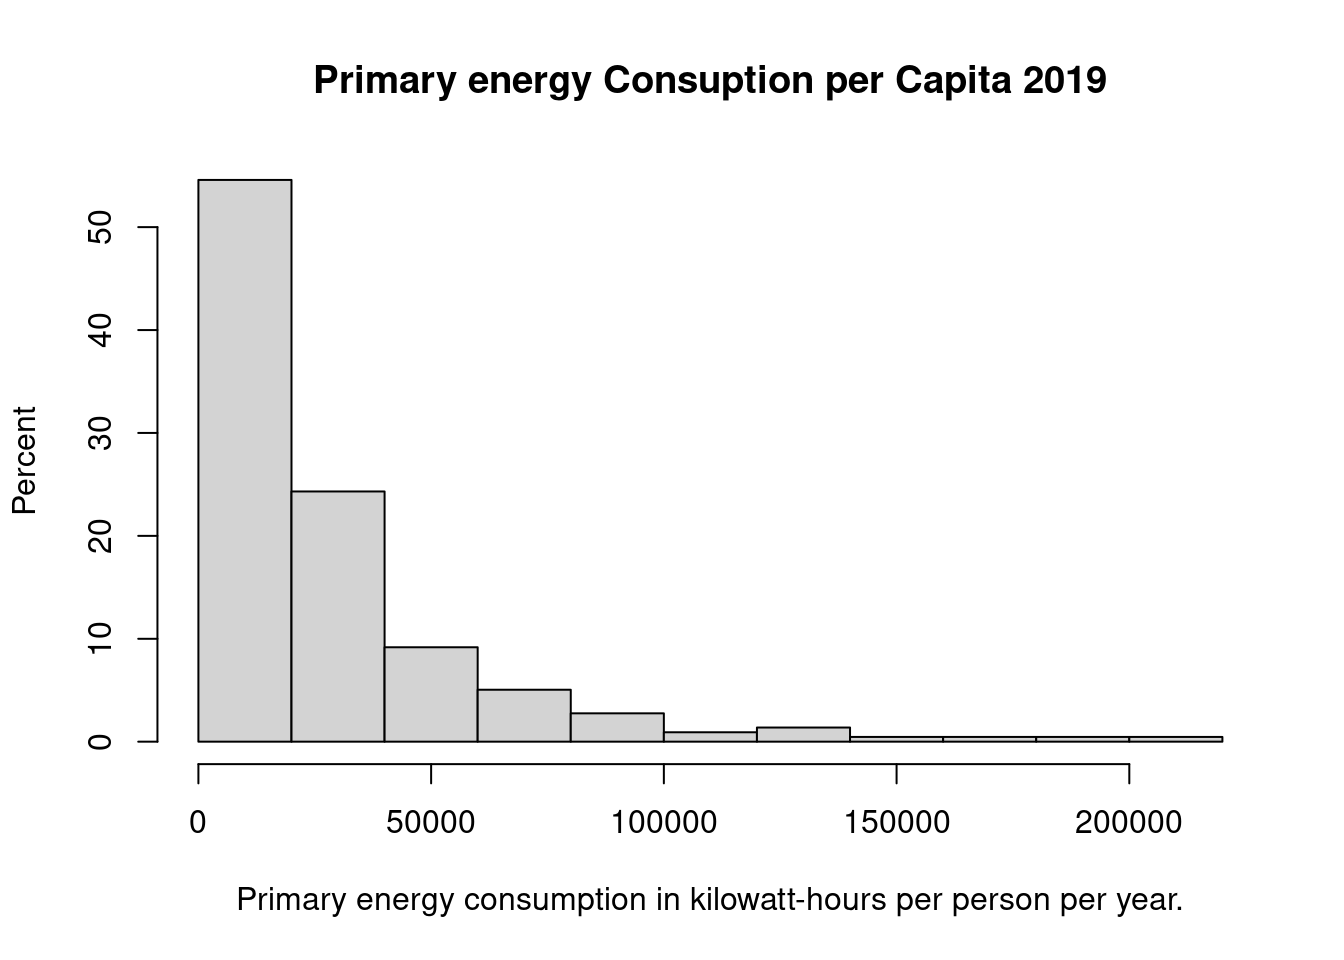 Primary energy Consuption per Capita 2019
Percent
50
40
30
20
10
0
0 50000 100000 150000 200000
Primary energy consumption in kilowatt-hours per person per year.